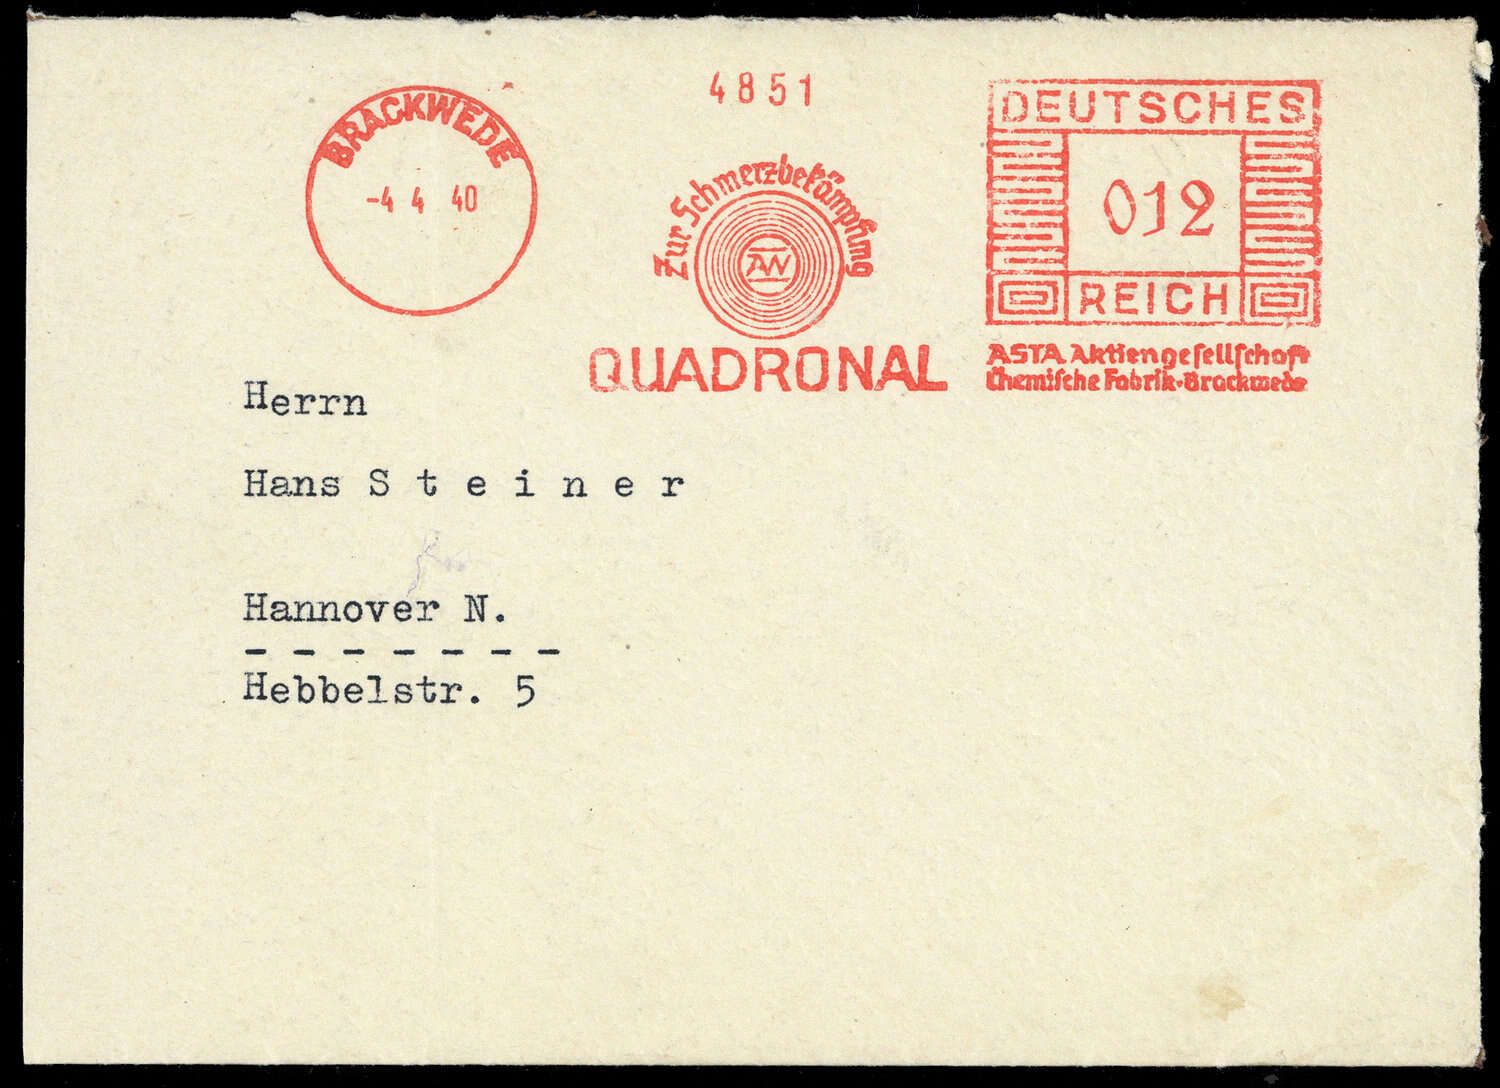 BRACKWEDE
-4 4 40
4851
Zur Schmerzbekämpfung
AW
QUADRONAL
DEUTSCHES
012
REICH
ASTA Aktiengesellschaft
Chemische Fabrik·Brackwede
Herrn
Hans S t e i n e r
Hannover N.
- - - - - - -
Hebbelstr. 5